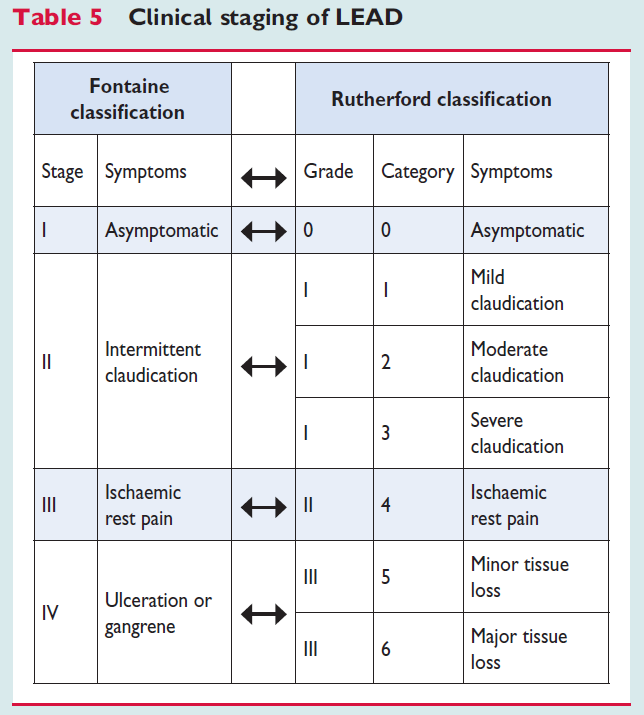 Table 5 Clinical staging of LEAD
Fontaine
classification
Rutherford classification
Stage Symptoms Grade Category Symptoms
I Asymptomatic 0 0 Asymptomatic
II
Intermittent
claudication
I 1
Mild
claudication
I 2
Moderate
claudication
I 3
Severe
claudication
III
Ischaemic
rest pain
II 4
Ischaemic
rest pain
IV
Ulceration or
gangrene
III 5
Minor tissue
loss
III 6
Major tissue
loss